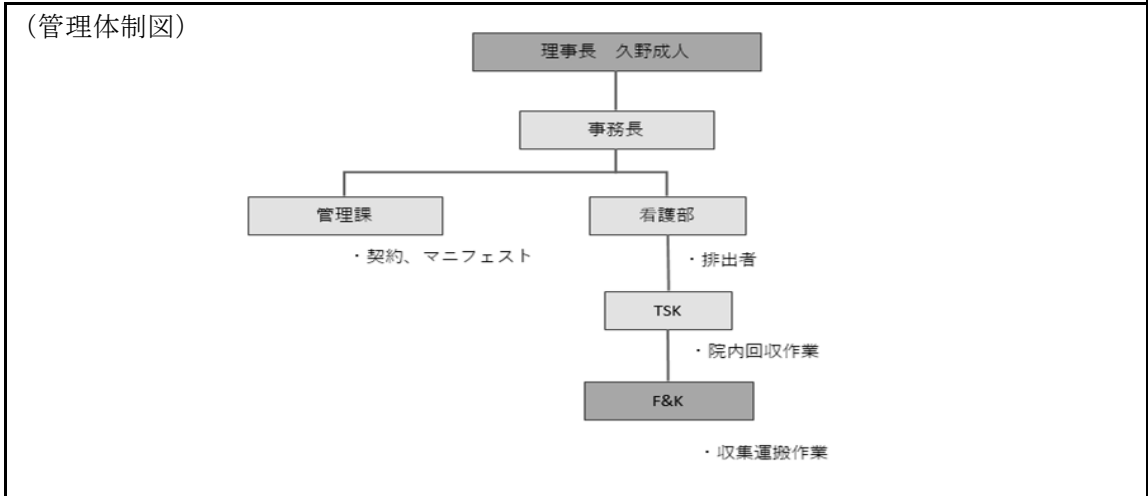 （管理体制図）
理事長　久野成人
事務長
管理課
看護部
・契約、マニフェスト
・排出者
TSK
・院内回収作業
F&K
・収集運搬作業